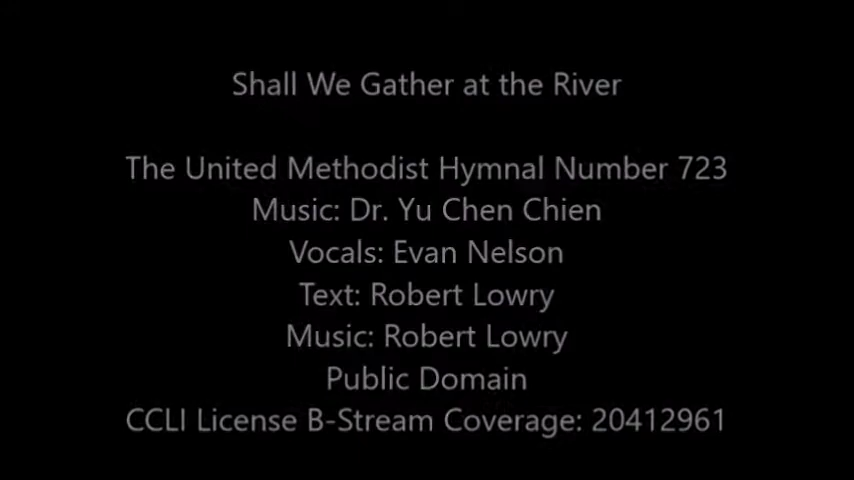 Shall We Gather at the River
The United Methodist Hymnal Number 723
Music: Dr. Yu Chen Chien
Vocals: Evan Nelson
Text: Robert Lowry
Music: Robert Lowry
Public Domain
CCLI License B-Stream Coverage: 20412961